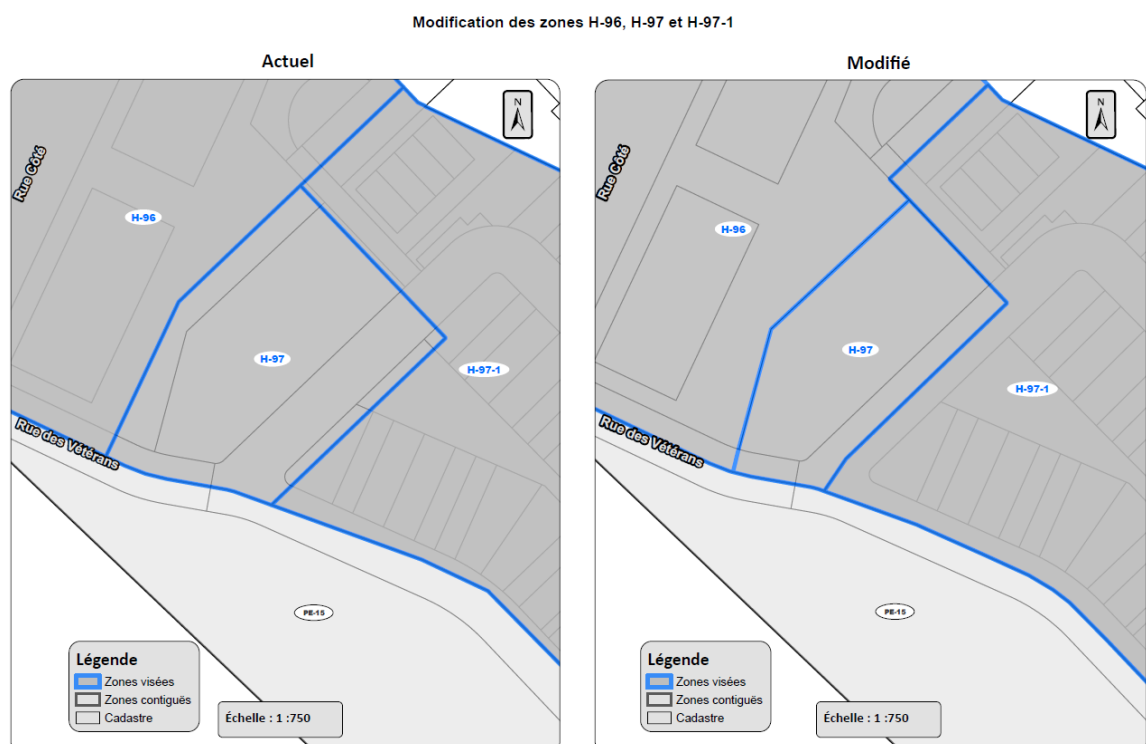 Modification des zones H-96, H-97 et H-97-1
Actuel
N
Rue Côté
H-96
H-97
H-97-1
Rue des Vétérans
PE-15
Légende
Zones visées
Zones contiguës
Cadastre
Échelle : 1 :750
Modifié
N
Rue Côté
H-96
H-97
H-97-1
Rue des Vétérans
PE-15
Légende
Zones visées
Zones contiguës
Cadastre
Échelle : 1 :750